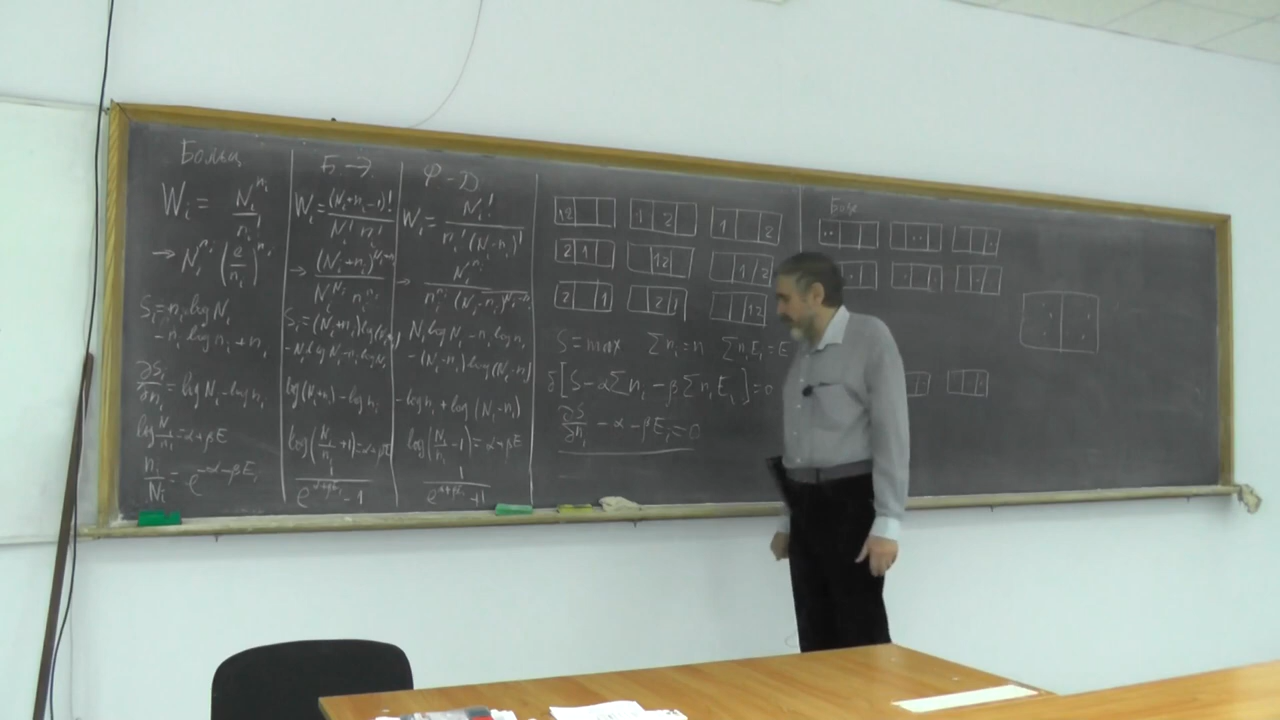 Больц
W_i = N_i^{n_i} / n_i!
→ N_i^{n_i} (e/n_i)^{n_i}
S_i = n_i log N_i
- n_i log n_i + n_i
∂S_i/∂n_i = log N_i - log n_i
log N_i/n_i = α + βE
n_i/N_i = e^{-α-βE_i}
Б-Э
W_i = (N_i+n_i-1)! / N_i! n_i!
→ (N_i+n_i)^{N_i+n_i} / N_i^{N_i} n_i^{n_i}
S_i = (N_i+n_i) log(N_i+n_i)
- N_i log N_i - n_i log n_i
log(N_i+n_i) - log n_i
log(N_i/n_i + 1) = α + βE
1 / e^{α+βE_i} - 1
Ф-D
W_i = N_i! / n_i! (N_i-n_i)!
→ N_i^{N_i} / n_i^{n_i} (N_i-n_i)^{N_i-n_i}
N_i log N_i - n_i log n_i
- (N_i-n_i) log(N_i-n_i)
- log n_i + log(N_i-n_i)
log(N_i/n_i - 1) = α + βE
1 / e^{α+βE_i} + 1
12 1 2 1 2
2 1 12 1 2
2 1 2 1 12
S = max Σn_i = n Σn_iE_i = E
δ[S - αΣn_i - βΣn_iE_i] = 0
∂S/∂n_i - α - βE_i = 0
Бозе